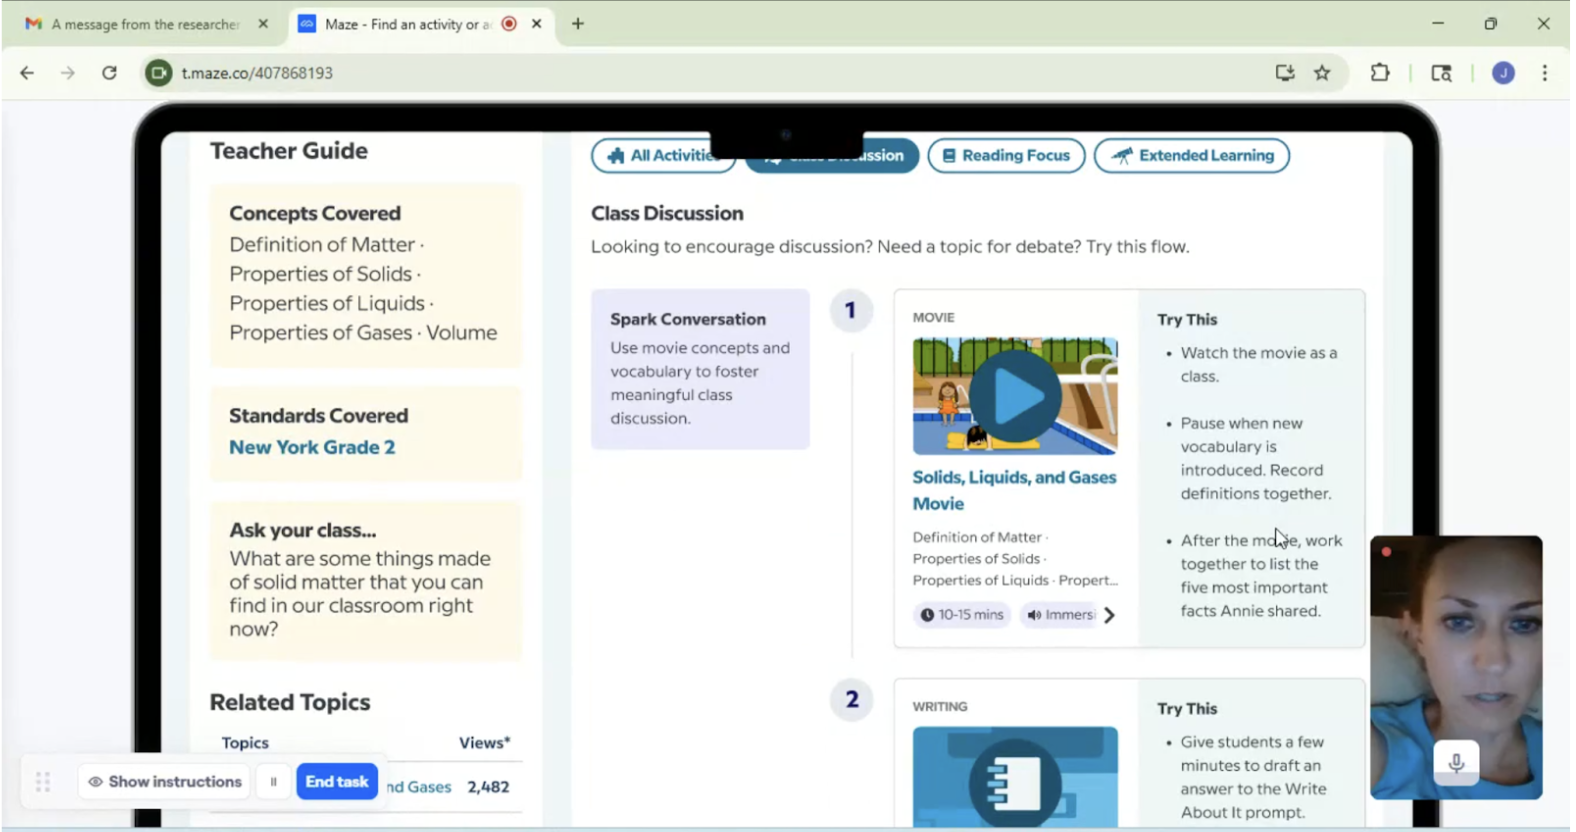 A message from the researcher
Maze - Find an activity or a
t.maze.co/407868193
J
Teacher Guide
Concepts Covered
Definition of Matter ·
Properties of Solids ·
Properties of Liquids ·
Properties of Gases · Volume
Standards Covered
New York Grade 2
Ask your class...
What are some things made
of solid matter that you can
find in our classroom right
now?
Related Topics
Topics Views*
nd Gases 2,482
Show instructions
End task
All Activitie
ssion
Reading Focus
Extended Learning
Class Discussion
Looking to encourage discussion? Need a topic for debate? Try this flow.
Spark Conversation
Use movie concepts and
vocabulary to foster
meaningful class
discussion.
1
MOVIE
Solids, Liquids, and Gases
Movie
Definition of Matter ·
Properties of Solids ·
Properties of Liquids · Propert...
10-15 mins
Immersi
Try This
• Watch the movie as a
class.
• Pause when new
vocabulary is
introduced. Record
definitions together.
• After the movie, work
together to list the
five most important
facts Annie shared.
2
WRITING
Try This
• Give students a few
minutes to draft an
answer to the Write
About It prompt.